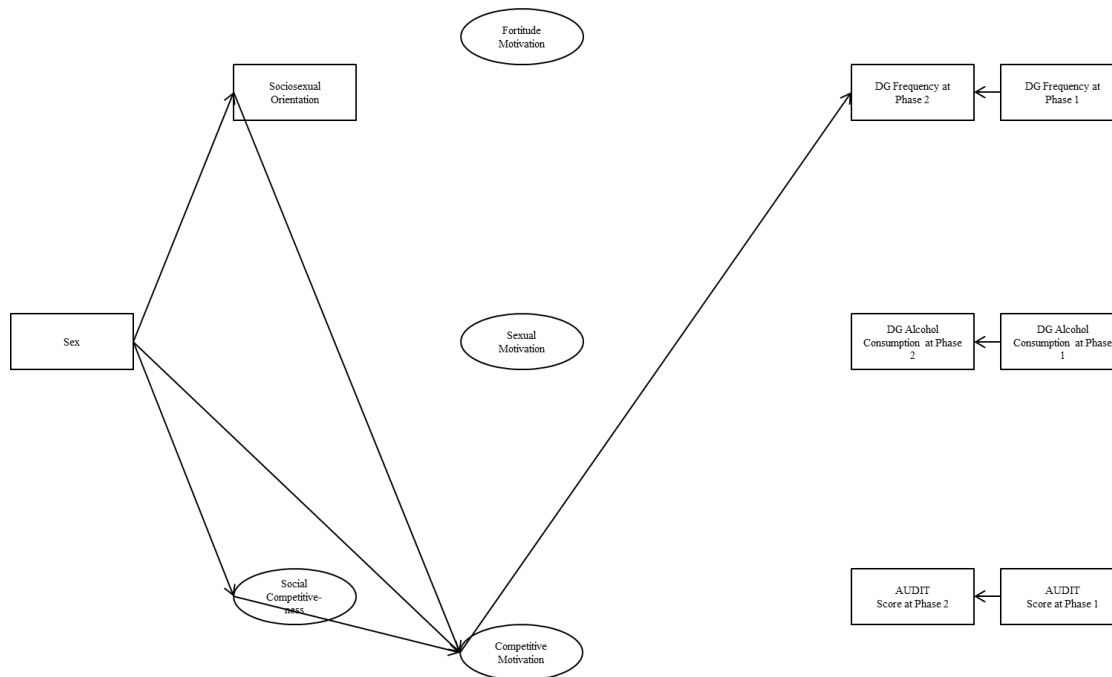 Fortitude
Motivation
Sociosexual
Orientation
DG Frequency at
Phase 2
DG Frequency at
Phase 1
Sex
Sexual
Motivation
DG Alcohol
Consumption at Phase
2
DG Alcohol
Consumption at Phase
1
Social
Competitive-
ness
AUDIT
Score at Phase 2
AUDIT
Score at Phase 1
Competitive
Motivation